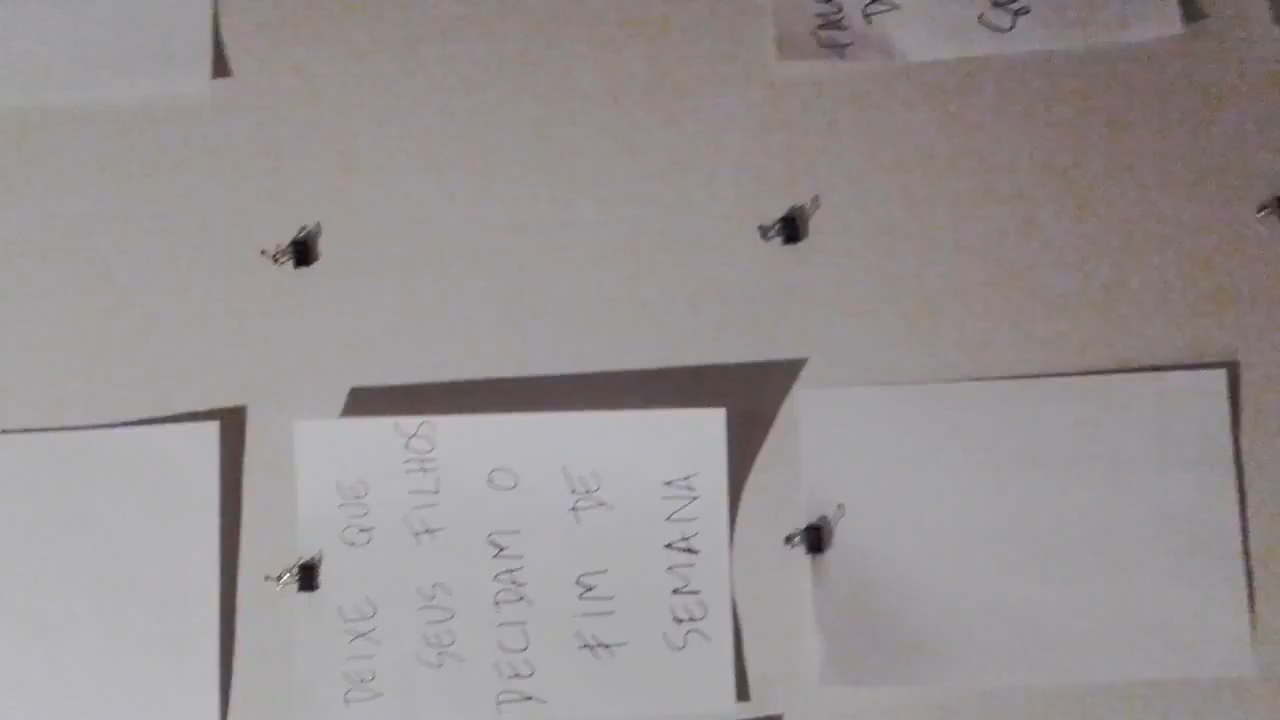 DEIXE QUE
SEUS FILHOS
DECIDAM O
FIM DE
SEMANA